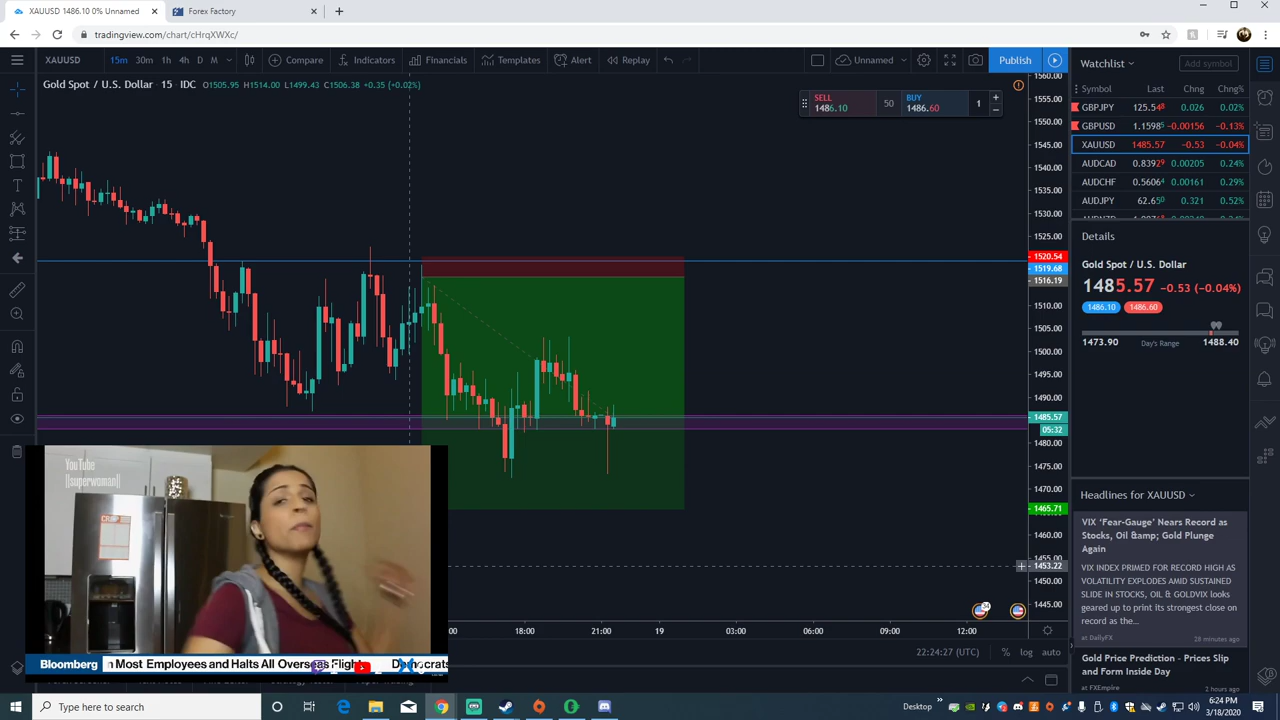 XAUUSD 1486.10 0% Unnamed
Forex Factory
tradingview.com/chart/cHrqXWXc/
XAUUSD 15m 30m 1h 4h D M Compare Indicators Financials Templates Alert Replay Unnamed Publish
Gold Spot / U.S. Dollar · 15 · IDC O1505.95 H1514.00 L1499.43 C1506.38 +0.35 (+0.02%)
SELL
1486.10
50
BUY
1486.60
1
1560.00
1555.00
1550.00
1545.00
1540.00
1535.00
1530.00
1525.00
1520.54
1519.68
1516.19
1510.00
1505.00
1500.00
1495.00
1490.00
1485.57
05:32
1480.00
1475.00
1470.00
1465.71
1460.00
1455.00
1453.22
1450.00
1445.00
Watchlist
Add symbol
Symbol Last Chng Chng%
GBPJPY 125.548 0.026 0.02%
GBPUSD 1.15985 −0.00156 −0.13%
XAUUSD 1485.57 −0.53 −0.04%
AUDCAD 0.83929 0.00205 0.24%
AUDCHF 0.56064 0.00161 0.29%
AUDJPY 62.650 0.321 0.52%
Details
Gold Spot / U.S. Dollar
1485.57 −0.53 (−0.04%)
1486.10 1486.60
1473.90 Day's Range 1488.40
Headlines for XAUUSD
VIX ‘Fear-Gauge’ Nears Record as
Stocks, Oil &amp; Gold Plunge
Again
VIX INDEX PRIMED FOR RECORD HIGH AS
VOLATILITY EXPLODES AMID SUSTAINED
SLIDE IN STOCKS, OIL & GOLDVIX looks
geared up to print its strongest close on
record as the...
at DailyFX 28 minutes ago
Gold Price Prediction – Prices Slip
and Form Inside Day
at FXEmpire 2 hours ago
YouTube
||superwoman||
Bloomberg
n Most Employees and Halts All Overseas Flights
18:00 21:00 19 03:00 06:00 09:00 12:00
22:24:27 (UTC) % log auto
Type here to search
Desktop
6:24 PM
3/18/2020